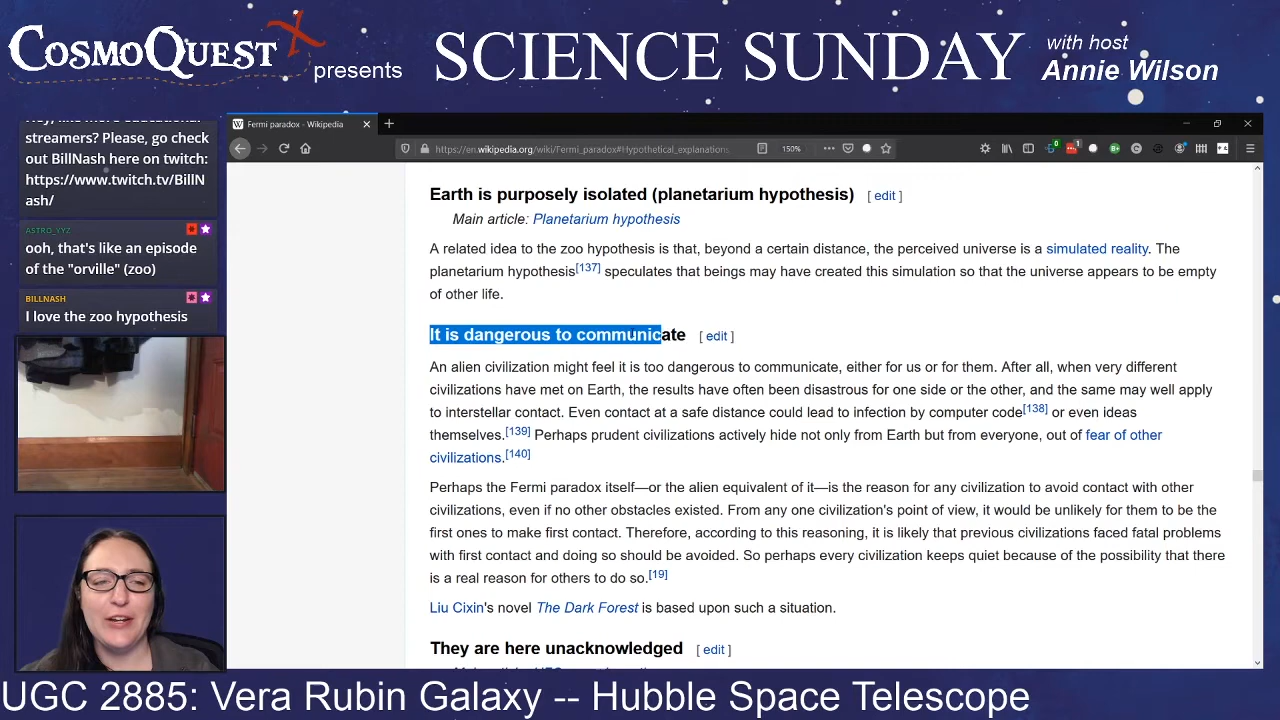 CosmoQuest X
presents
SCIENCE SUNDAY
with host
Annie Wilson
streamers? Please, go check
out BillNash here on twitch:
https://www.twitch.tv/BillN
ash/
ASTRO_YYZ
ooh, that's like an episode
of the "orville" (zoo)
BILLNASH
I love the zoo hypothesis
W Fermi paradox - Wikipedia
https://en.wikipedia.org/wiki/Fermi_paradox#Hypothetical_explanations
150%
Earth is purposely isolated (planetarium hypothesis) [ edit ]
Main article: Planetarium hypothesis
A related idea to the zoo hypothesis is that, beyond a certain distance, the perceived universe is a simulated reality. The
planetarium hypothesis[137] speculates that beings may have created this simulation so that the universe appears to be empty
of other life.
It is dangerous to communicate [ edit ]
An alien civilization might feel it is too dangerous to communicate, either for us or for them. After all, when very different
civilizations have met on Earth, the results have often been disastrous for one side or the other, and the same may well apply
to interstellar contact. Even contact at a safe distance could lead to infection by computer code[138] or even ideas
themselves.[139] Perhaps prudent civilizations actively hide not only from Earth but from everyone, out of fear of other
civilizations.[140]
Perhaps the Fermi paradox itself—or the alien equivalent of it—is the reason for any civilization to avoid contact with other
civilizations, even if no other obstacles existed. From any one civilization's point of view, it would be unlikely for them to be the
first ones to make first contact. Therefore, according to this reasoning, it is likely that previous civilizations faced fatal problems
with first contact and doing so should be avoided. So perhaps every civilization keeps quiet because of the possibility that there
is a real reason for others to do so.[19]
Liu Cixin's novel The Dark Forest is based upon such a situation.
They are here unacknowledged [ edit ]
UGC 2885: Vera Rubin Galaxy -- Hubble Space Telescope